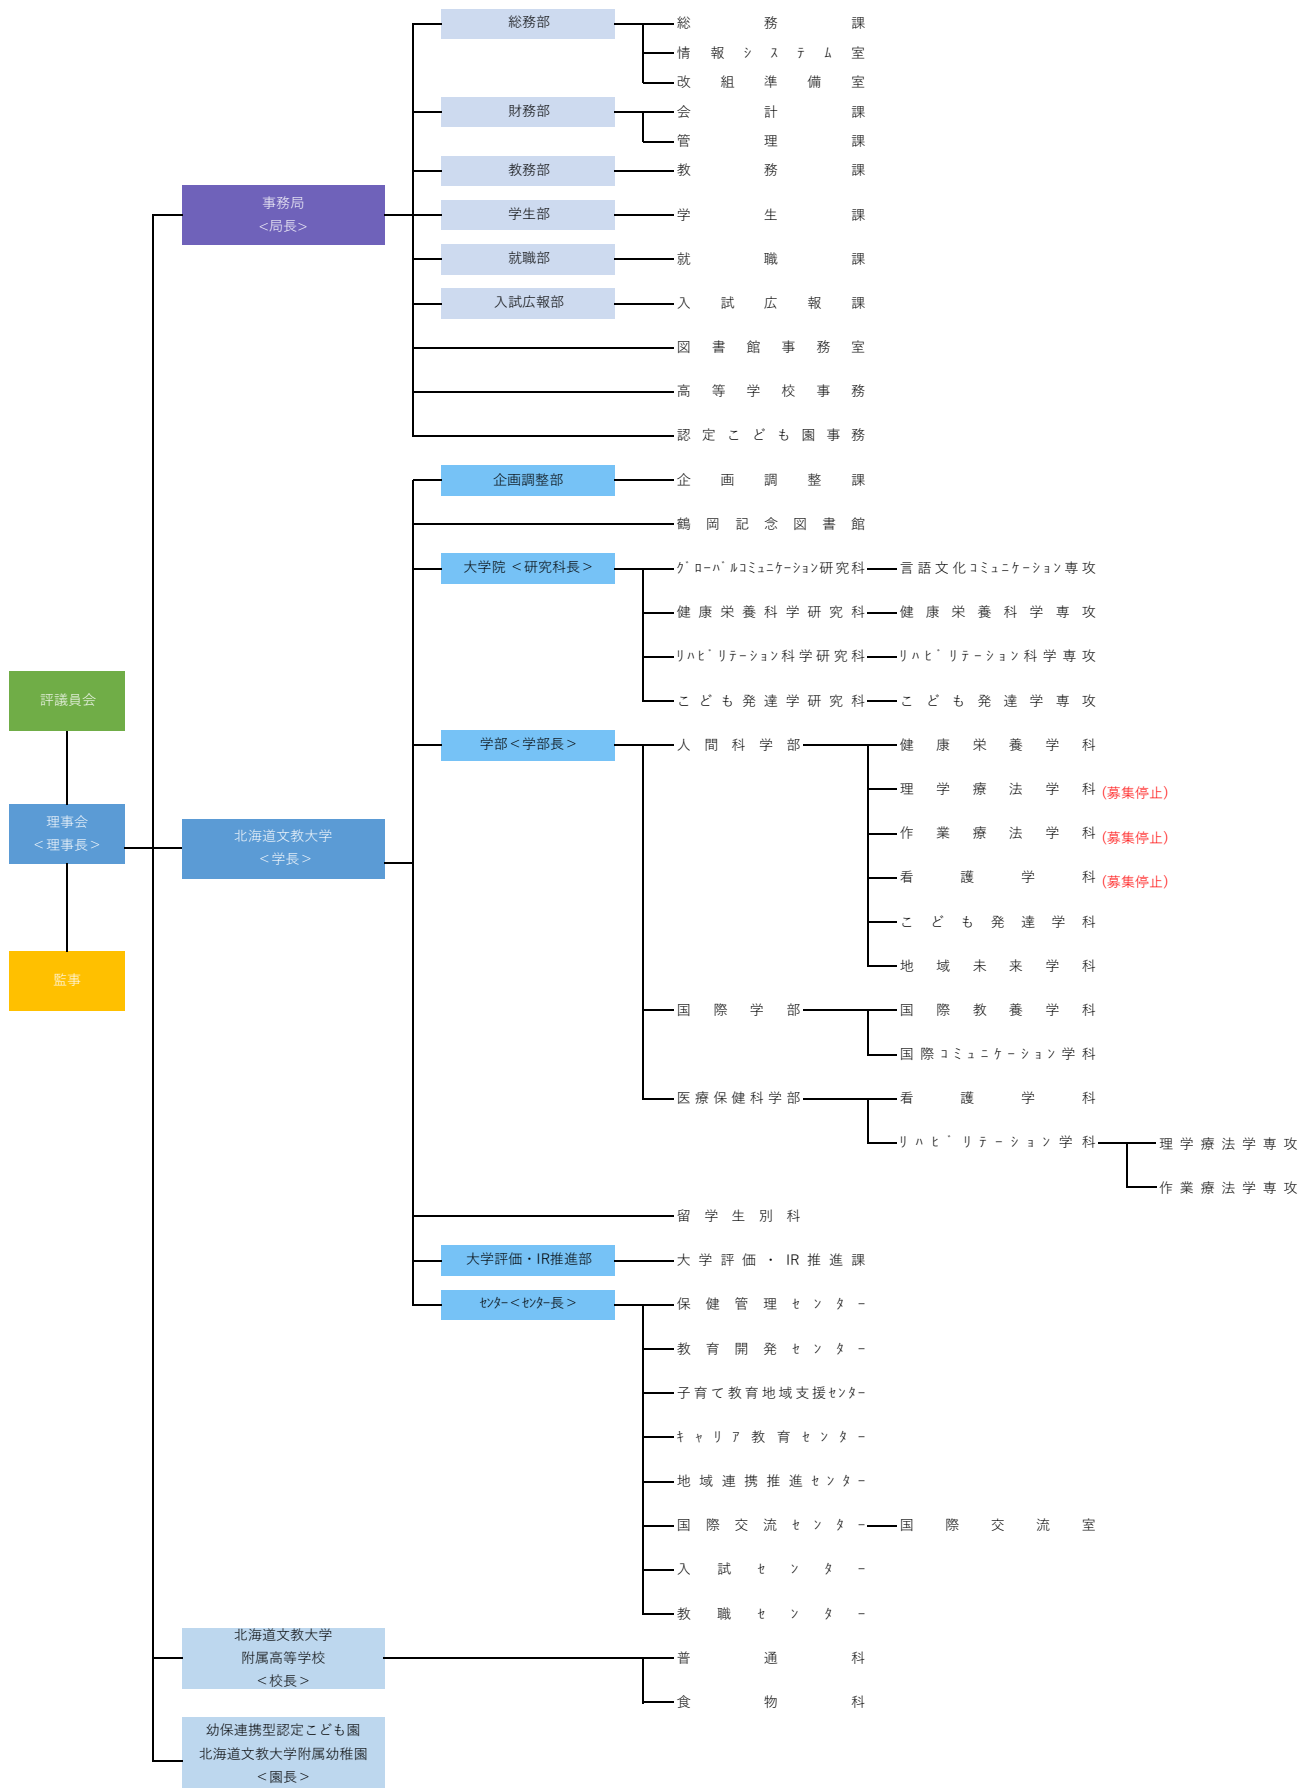 総務部
総務課
情報システム室
改組準備室
財務部
会計課
管理課
教務部
教務課
事務局
<局長>
学生部
学生課
就職部
就職課
入試広報部
入試広報課
図書館事務室
高等学校事務
認定こども園事務
企画調整部
企画調整課
鶴岡記念図書館
大学院 <研究科長>
グローバルコミュニケーション研究科
言語文化コミュニケーション専攻
健康栄養科学研究科
健康栄養科学専攻
リハビリテーション科学研究科
リハビリテーション科学専攻
こども発達学研究科
こども発達学専攻
評議員会
学部<学部長>
人間科学部
健康栄養学科
理学療法学科 (募集停止)
理事会
<理事長>
北海道文教大学
<学長>
作業療法学科 (募集停止)
看護学科 (募集停止)
こども発達学科
地域未来学科
監事
国際学部
国際教養学科
国際コミュニケーション学科
医療保健科学部
看護学科
リハビリテーション学科
理学療法学専攻
作業療法学専攻
留学生別科
大学評価・IR推進部
大学評価・IR推進課
センター<センター長>
保健管理センター
教育開発センター
子育て教育地域支援センター
キャリア教育センター
地域連携推進センター
国際交流センター
国際交流室
入試センター
教職センター
北海道文教大学
附属高等学校
<校長>
普通科
食物科
幼保連携型認定こども園
北海道文教大学附属幼稚園
<園長>